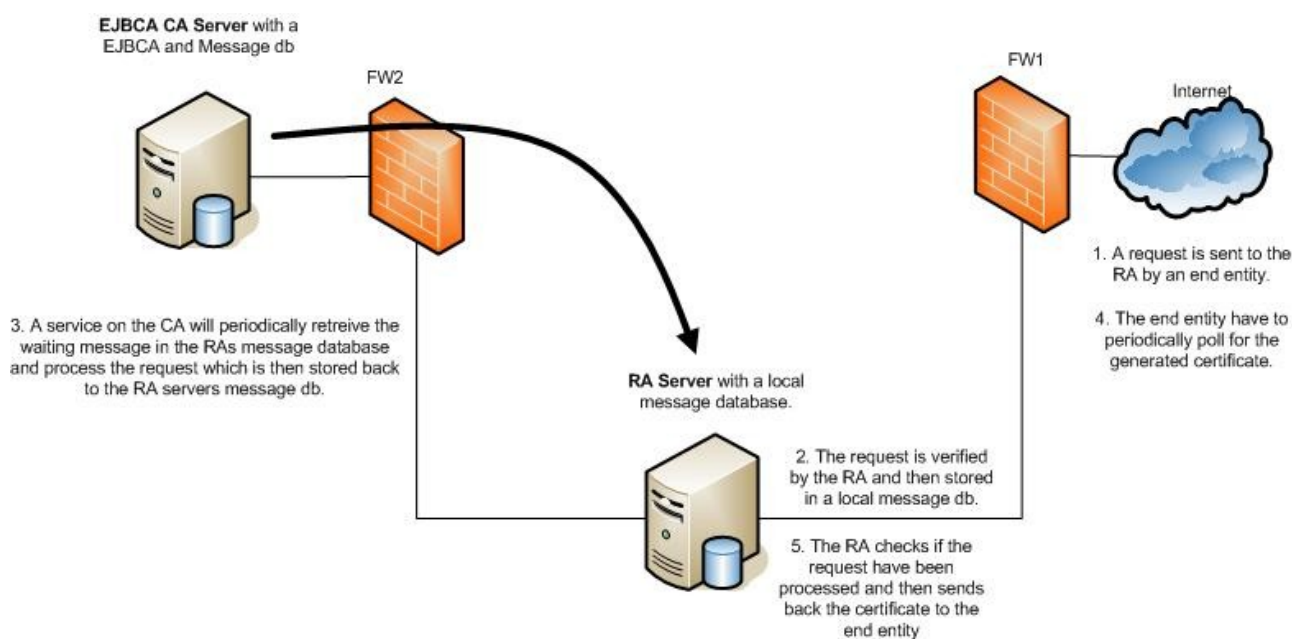 EJBCA CA Server with a
EJBCA and Message db
FW2
FW1
Internet
1. A request is sent to the
RA by an end entity.
4. The end entity have to
periodically poll for the
generated certificate.
3. A service on the CA will periodically retreive the
waiting message in the RAs message database
and process the request which is then stored back
to the RA servers message db.
RA Server with a local
message database.
2. The request is verified
by the RA and then stored
in a local message db.
5. The RA checks if the
request have been
processed and then sends
back the certificate to the
end entity